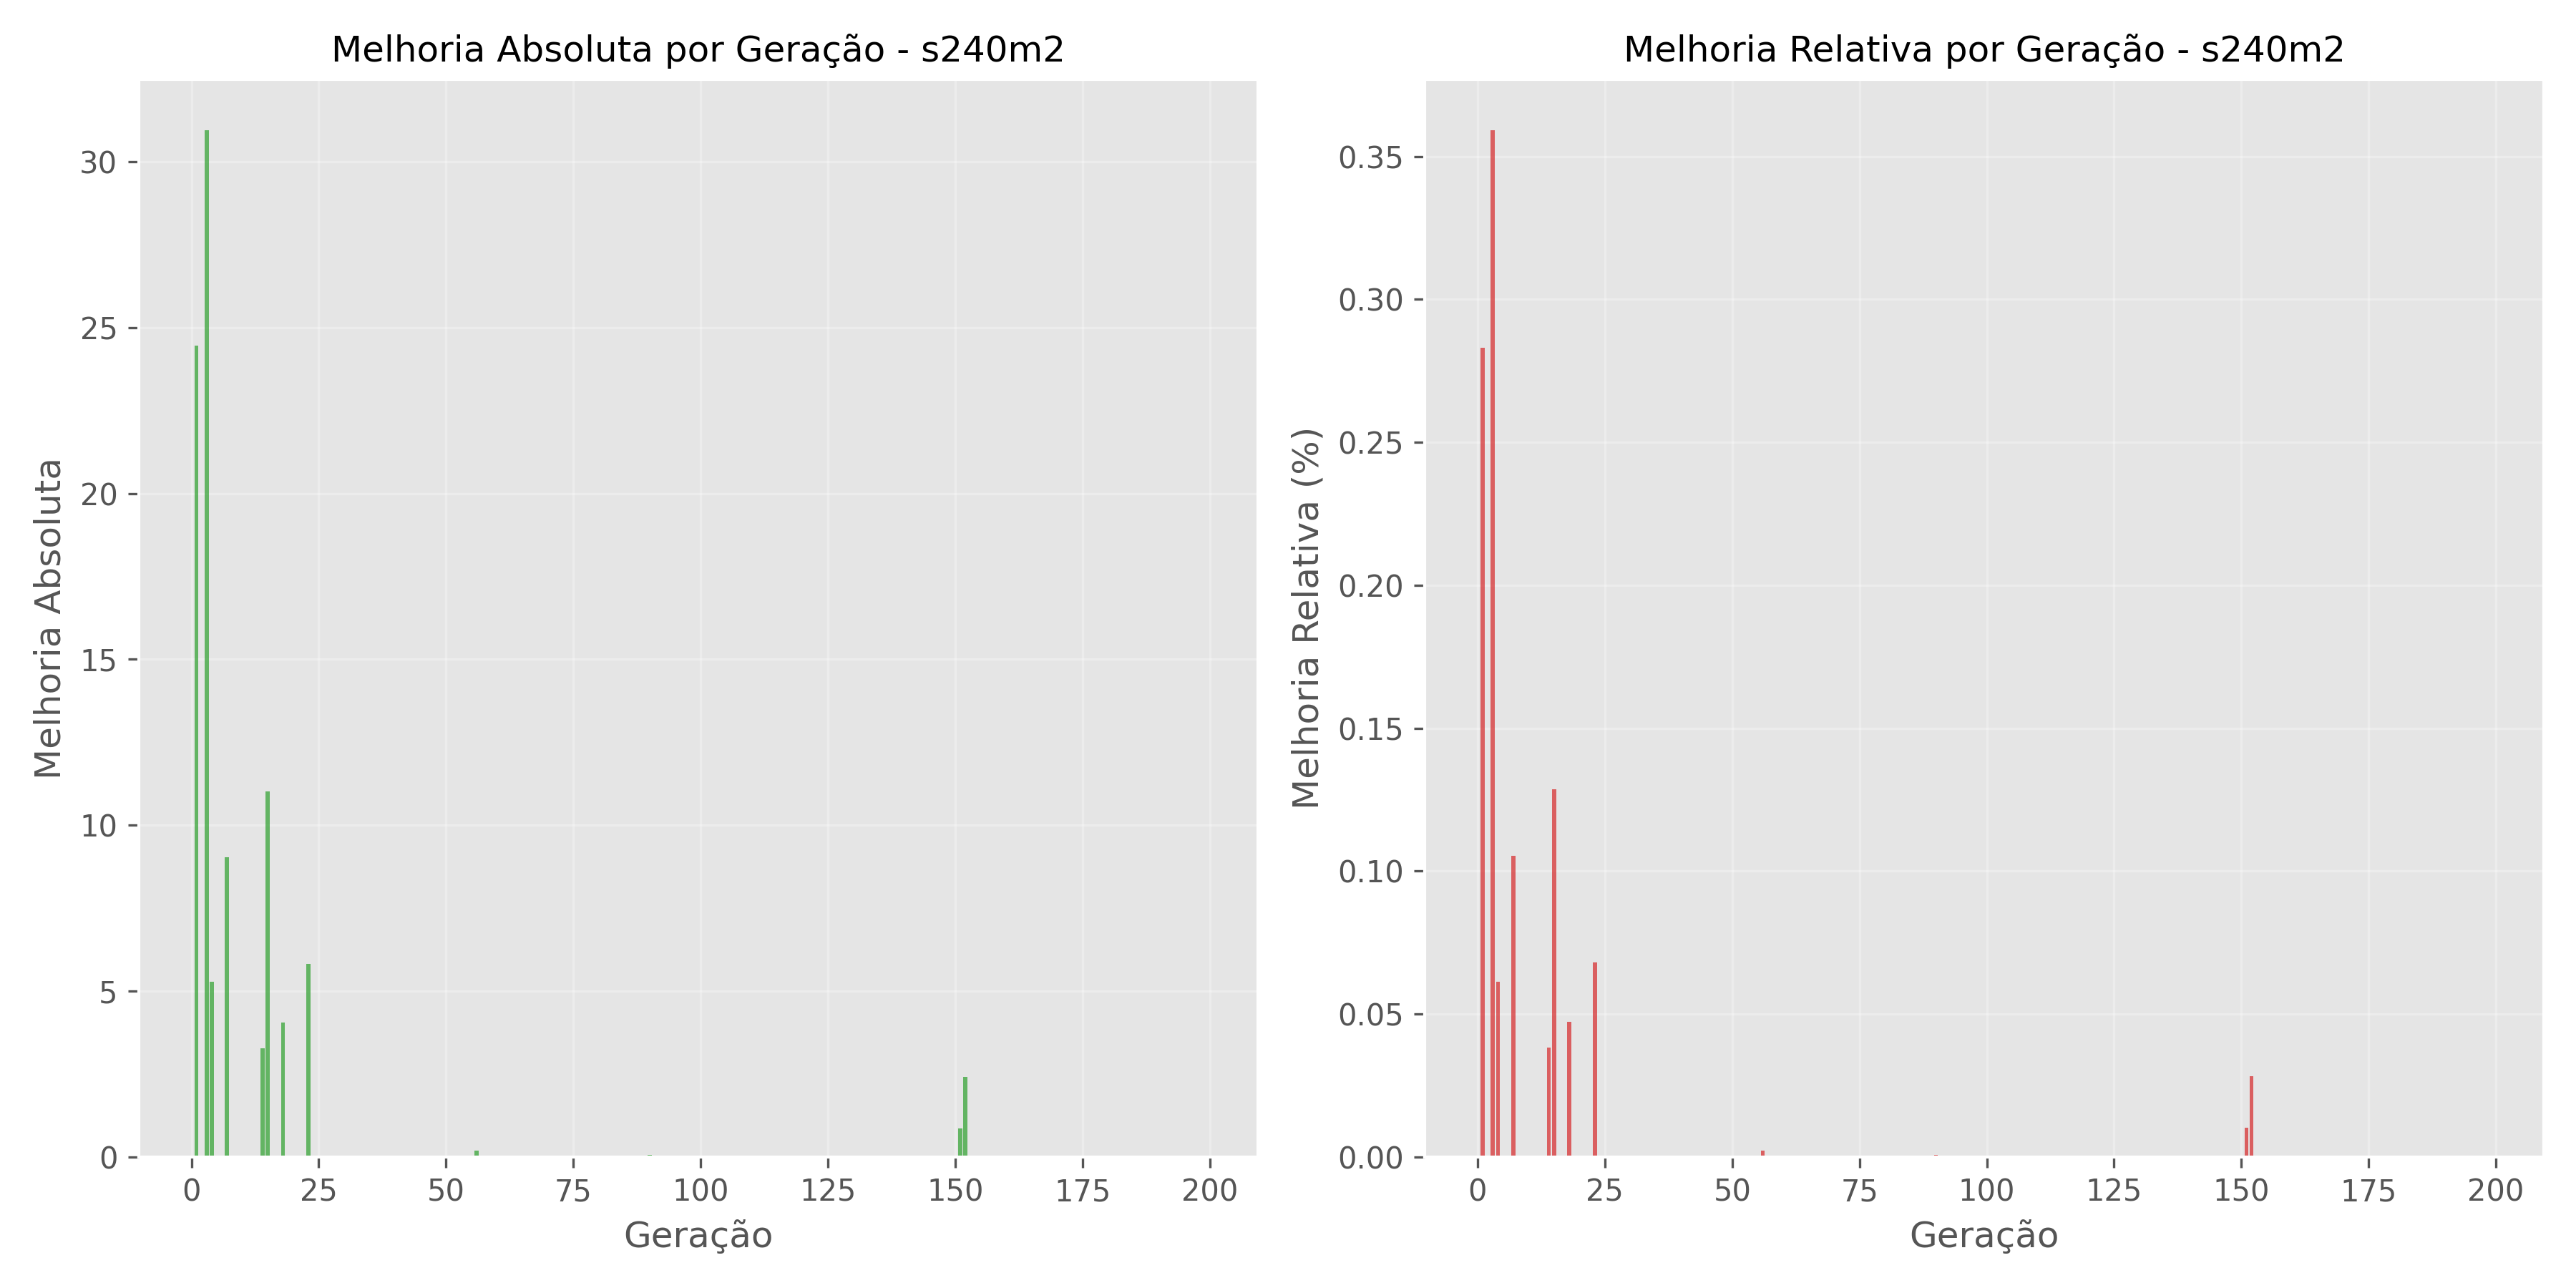 Melhoria Absoluta por Geração - s240m2
30
25
20
15
10
5
0
Melhoria Absoluta
0 25 50 75 100 125 150 175 200
Geração
Melhoria Relativa por Geração - s240m2
0.35
0.30
0.25
0.20
0.15
0.10
0.05
0.00
Melhoria Relativa (%)
0 25 50 75 100 125 150 175 200
Geração